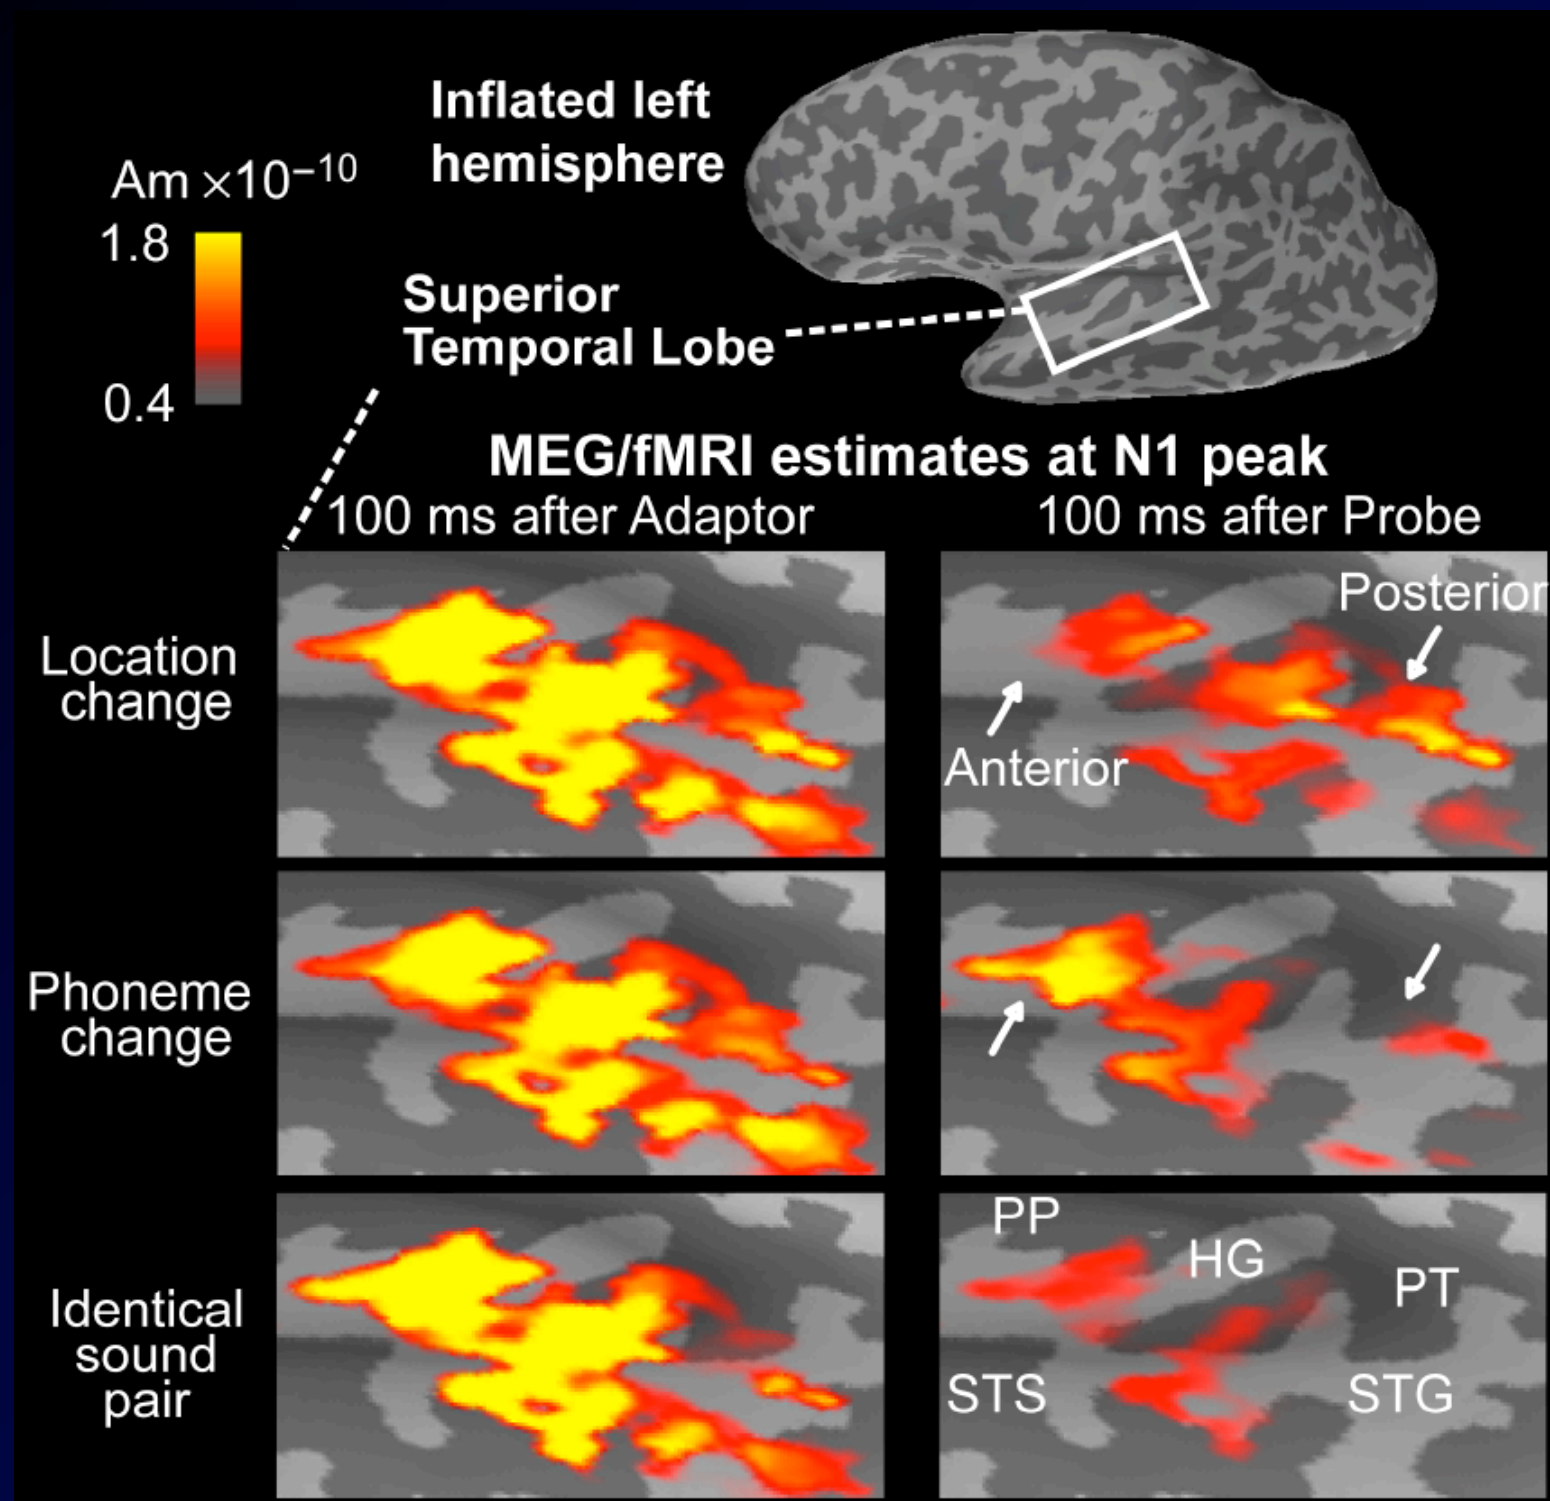 Inflated left
hemisphere
Am ×10⁻¹⁰
1.8
0.4
Superior
Temporal Lobe
MEG/fMRI estimates at N1 peak
100 ms after Adaptor
100 ms after Probe
Location
change
Posterior
Anterior
Phoneme
change
Identical
sound
pair
PP
HG
PT
STS
STG